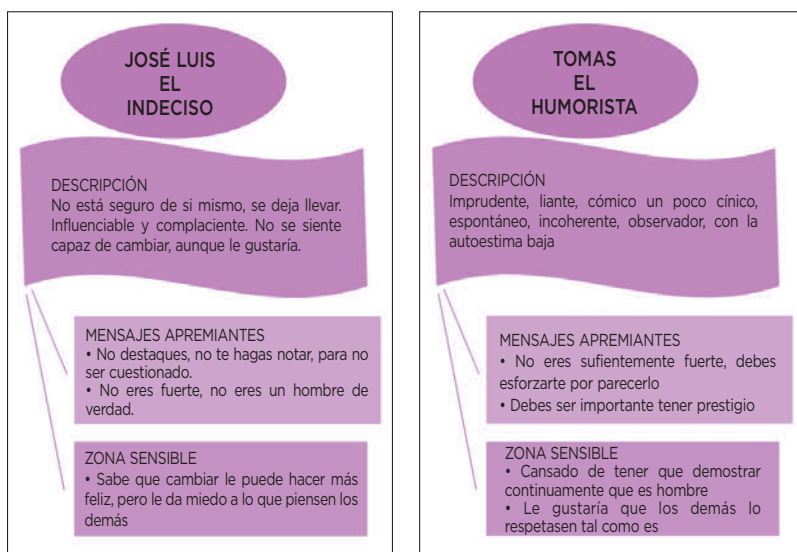 JOSÉ LUIS
EL
INDECISO
DESCRIPCIÓN
No está seguro de si mismo, se deja llevar.
Influenciable y complaciente. No se siente
capaz de cambiar, aunque le gustaría.
MENSAJES APREMIANTES
• No destaques, no te hagas notar, para no
ser cuestionado.
• No eres fuerte, no eres un hombre de
verdad.
ZONA SENSIBLE
• Sabe que cambiar le puede hacer más
feliz, pero le da miedo a lo que piensen los
demás
TOMAS
EL
HUMORISTA
DESCRIPCIÓN
Imprudente, liante, cómico un poco cínico,
espontáneo, incoherente, observador, con la
autoestima baja
MENSAJES APREMIANTES
• No eres sufientemente fuerte, debes
esforzarte por parecerlo
• Debes ser importante tener prestigio
ZONA SENSIBLE
• Cansado de tener que demostrar
continuamente que es hombre
• Le gustaría que los demás lo
respetasen tal como es